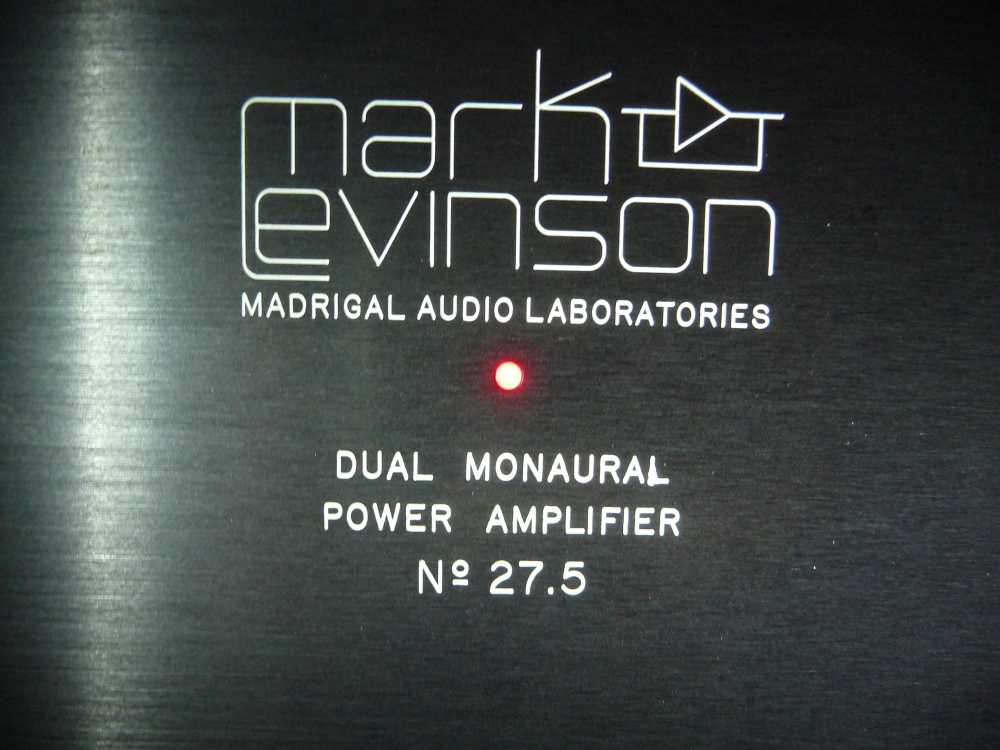 mark
Levinson
MADRIGAL AUDIO LABORATORIES
DUAL MONAURAL
POWER AMPLIFIER
Nº 27.5